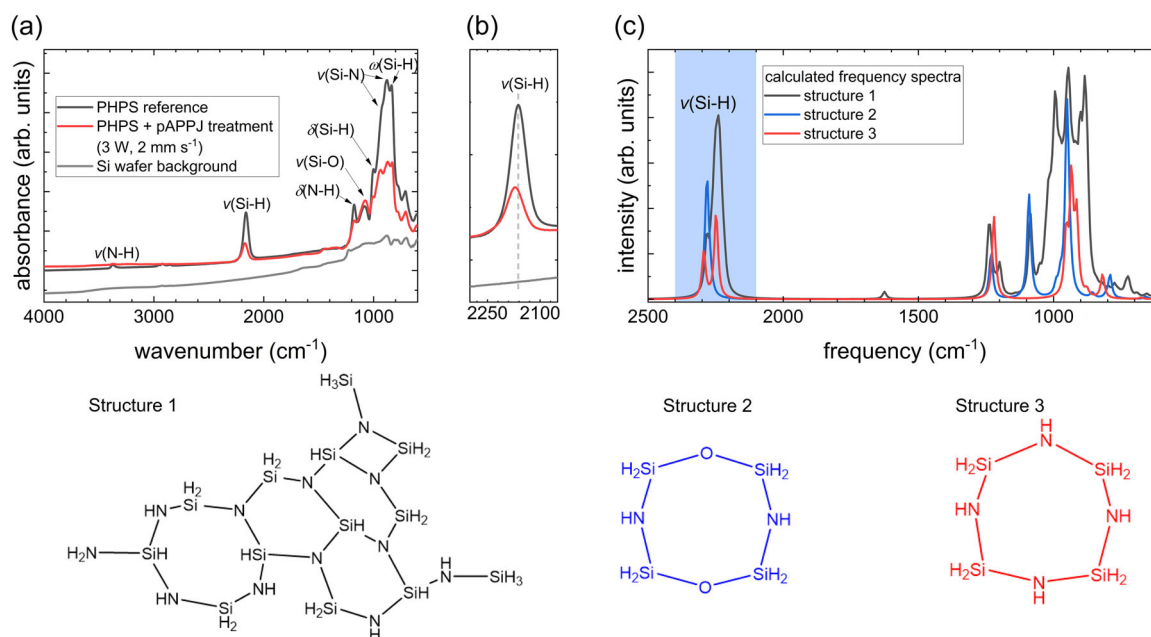 (a)
absorbance (arb. units)
PHPS reference
PHPS + pAPPJ treatment
(3 W, 2 mm s⁻¹)
Si wafer background
ν(N-H)
ν(Si-H)
δ(N-H)
ν(Si-O)
δ(Si-H)
ν(Si-N)
ω(Si-H)
4000 3000 2000 1000
wavenumber (cm⁻¹)
(b)
ν(Si-H)
2250 2100
(c)
intensity (arb. units)
ν(Si-H)
calculated frequency spectra
structure 1
structure 2
structure 3
2500 2000 1500 1000
frequency (cm⁻¹)
Structure 1
H₃Si
N
HSi
SiH₂
N
H₂
Si
N
H₂
Si
HN
N
SiH₂
SiH
H₂N
SiH
HSi
N
N
HN
NH
Si
H₂
H₂Si
SiH
H
N
SiH₃
N
H
Structure 2
O
H₂Si
SiH₂
HN
NH
H₂Si
SiH₂
O
Structure 3
H
N
H₂Si
SiH₂
HN
NH
H₂Si
SiH₂
N
H